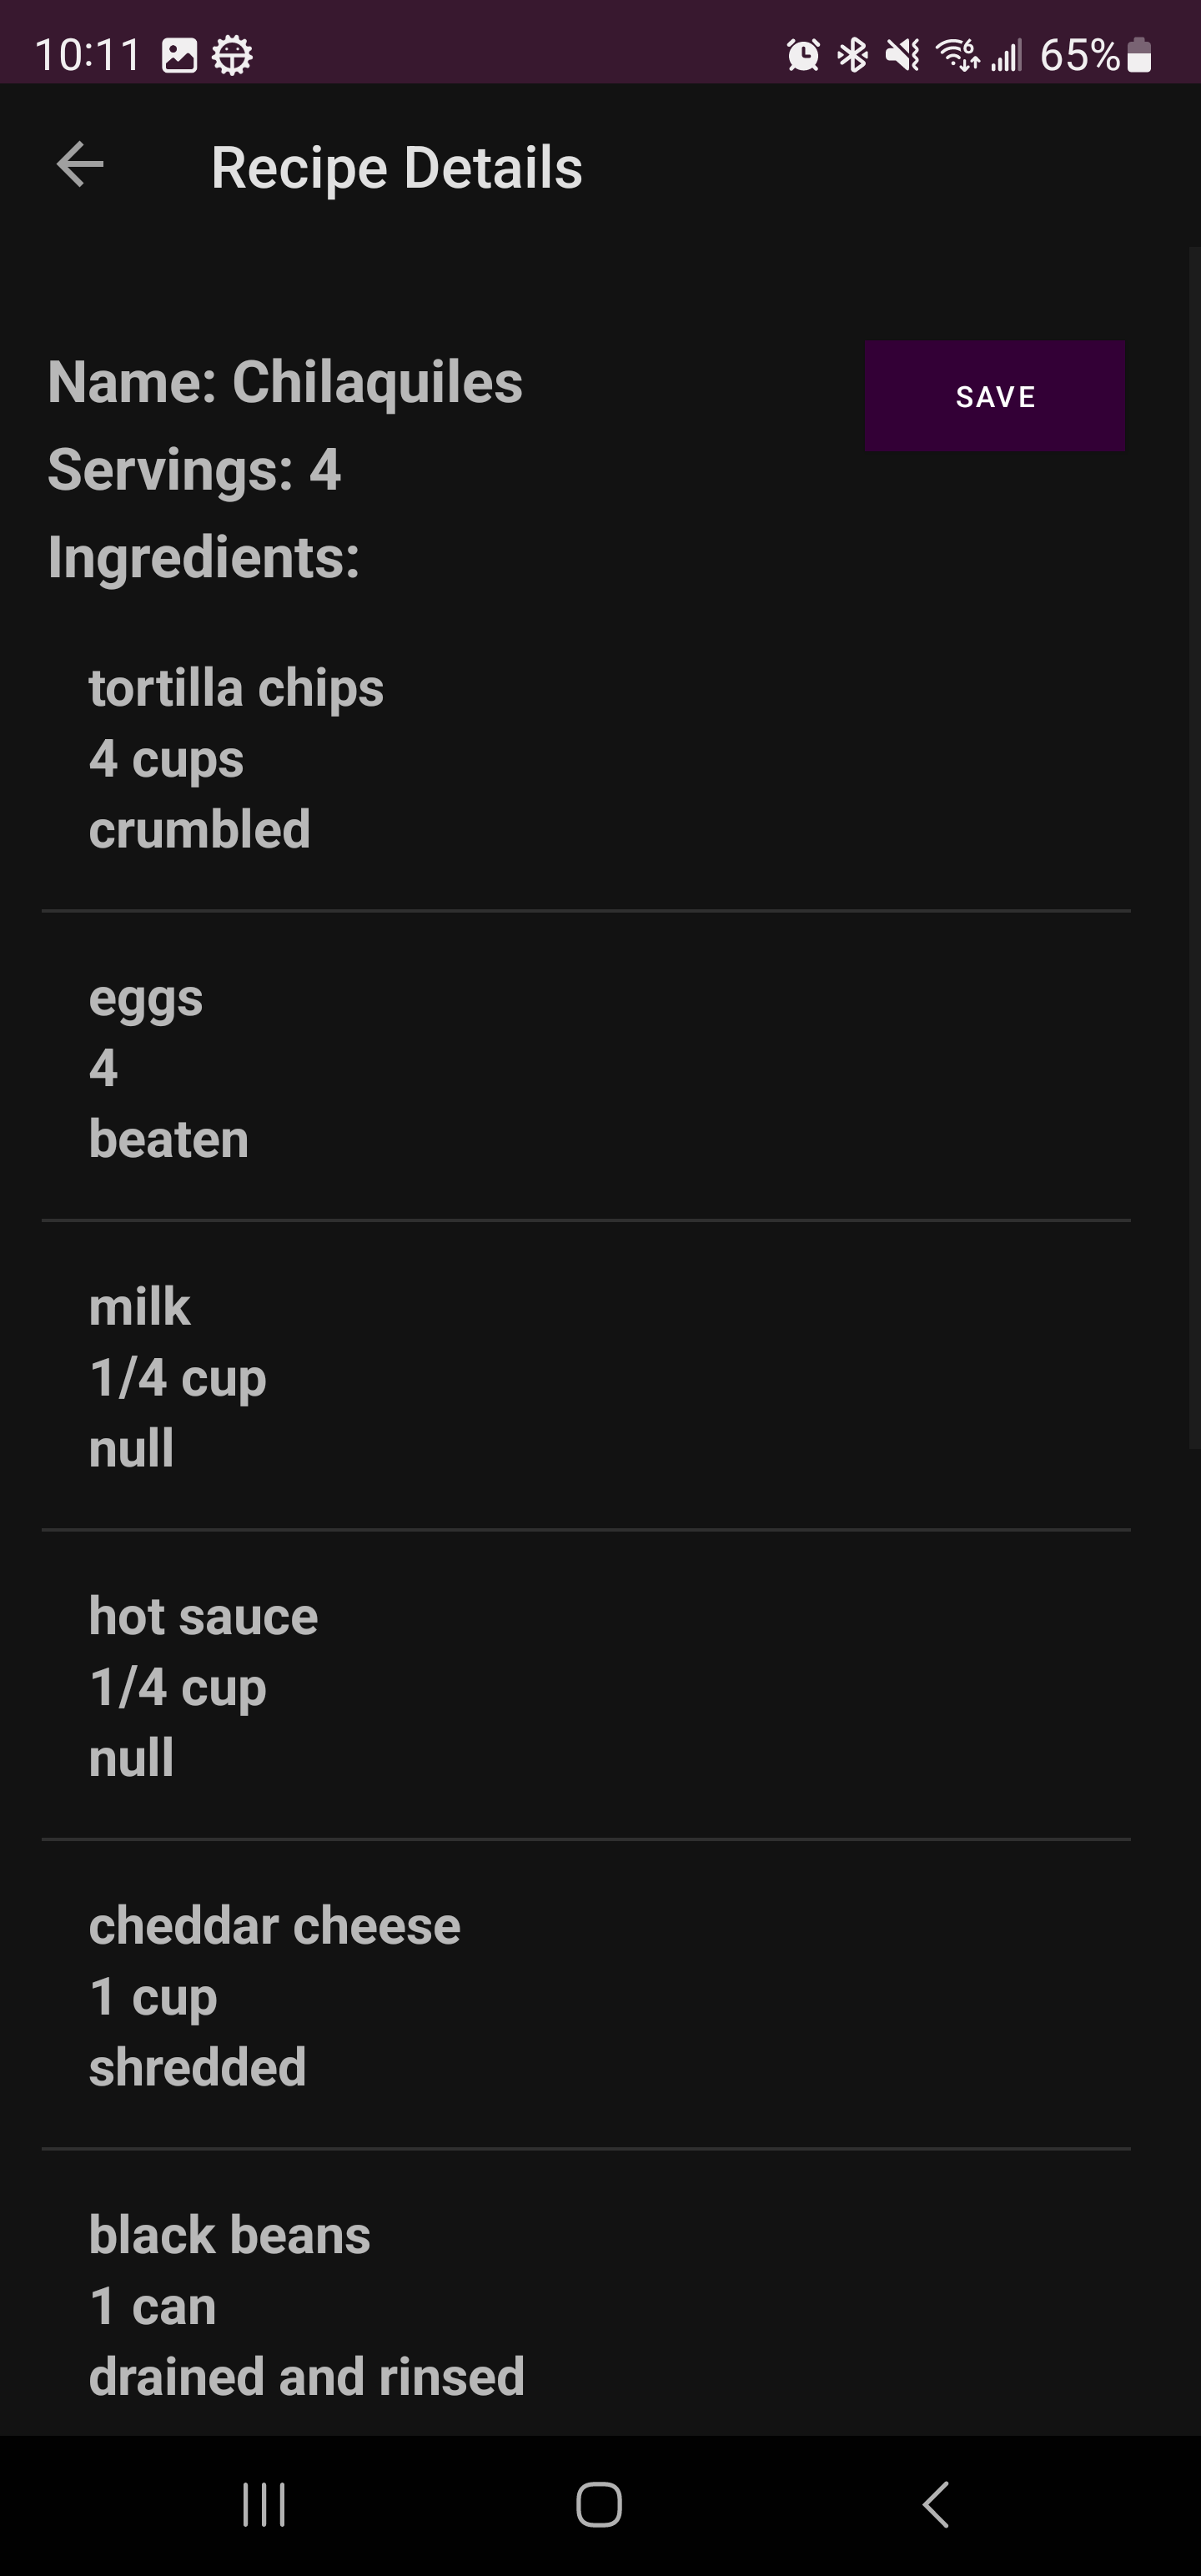 10:11 65%
Recipe Details
Name: Chilaquiles
SAVE
Servings: 4
Ingredients:
tortilla chips
4 cups
crumbled
eggs
4
beaten
milk
1/4 cup
null
hot sauce
1/4 cup
null
cheddar cheese
1 cup
shredded
black beans
1 can
drained and rinsed